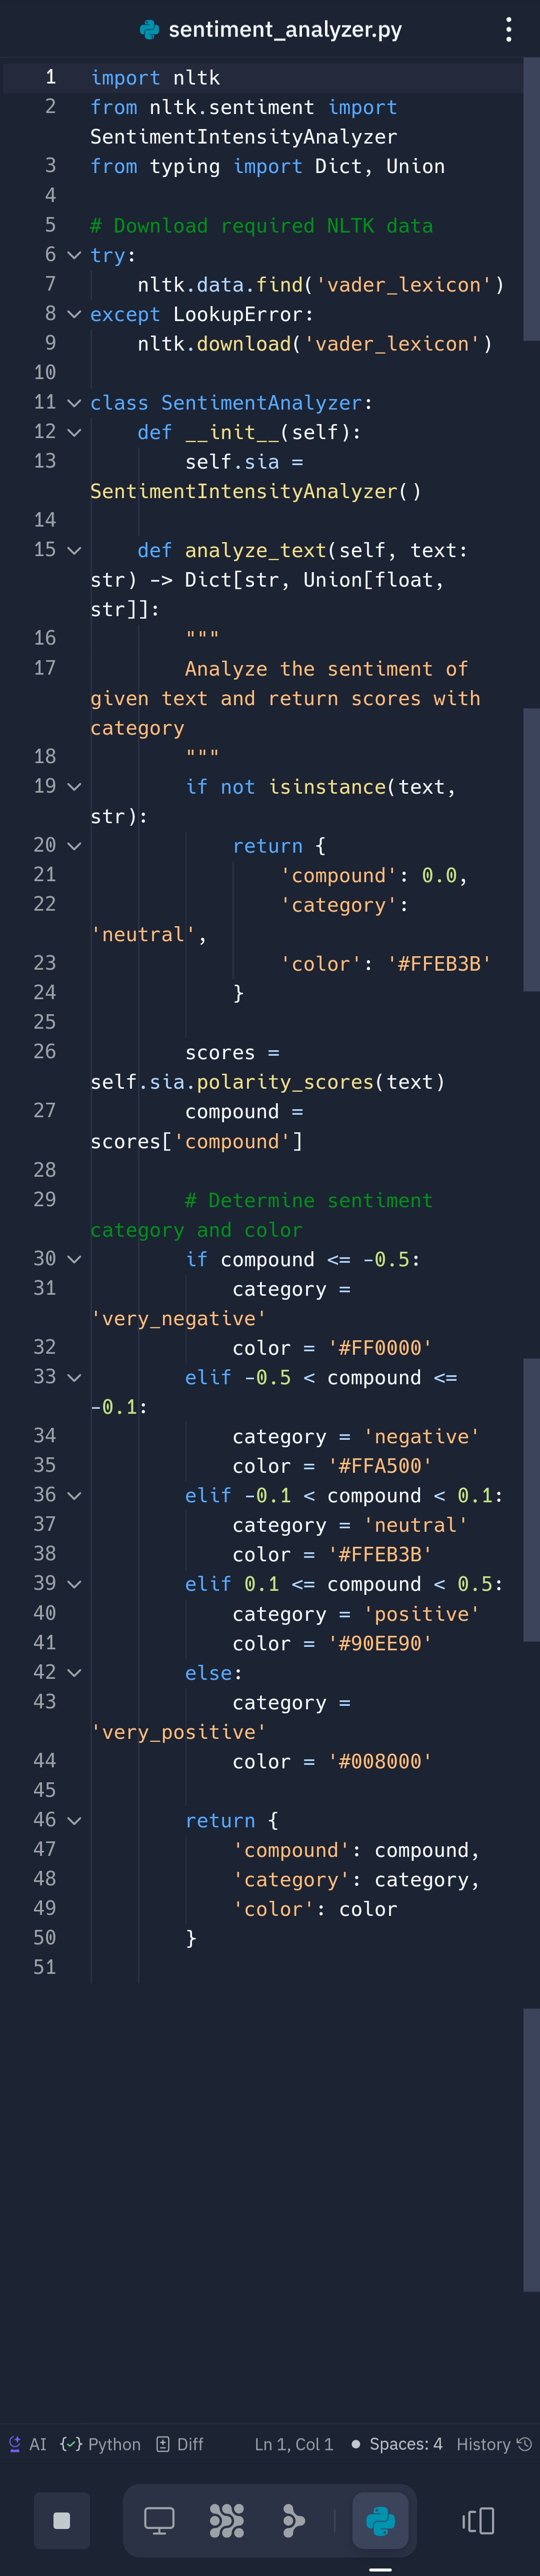 sentiment_analyzer.py
1 import nltk
2 from nltk.sentiment import
SentimentIntensityAnalyzer
3 from typing import Dict, Union
4
5 # Download required NLTK data
6 try:
7     nltk.data.find('vader_lexicon')
8 except LookupError:
9     nltk.download('vader_lexicon')
10
11 class SentimentAnalyzer:
12     def __init__(self):
13         self.sia =
SentimentIntensityAnalyzer()
14
15     def analyze_text(self, text:
str) -> Dict[str, Union[float,
str]]:
16         """
17         Analyze the sentiment of
given text and return scores with
category
18         """
19         if not isinstance(text,
str):
20             return {
21                 'compound': 0.0,
22                 'category':
'neutral',
23                 'color': '#FFEB3B'
24             }
25
26         scores =
self.sia.polarity_scores(text)
27         compound =
scores['compound']
28
29         # Determine sentiment
category and color
30         if compound <= -0.5:
31             category =
'very_negative'
32             color = '#FF0000'
33         elif -0.5 < compound <=
-0.1:
34             category = 'negative'
35             color = '#FFA500'
36         elif -0.1 < compound < 0.1:
37             category = 'neutral'
38             color = '#FFEB3B'
39         elif 0.1 <= compound < 0.5:
40             category = 'positive'
41             color = '#90EE90'
42         else:
43             category =
'very_positive'
44             color = '#008000'
45
46         return {
47             'compound': compound,
48             'category': category,
49             'color': color
50         }
51
AI Python Diff Ln 1, Col 1 Spaces: 4 History